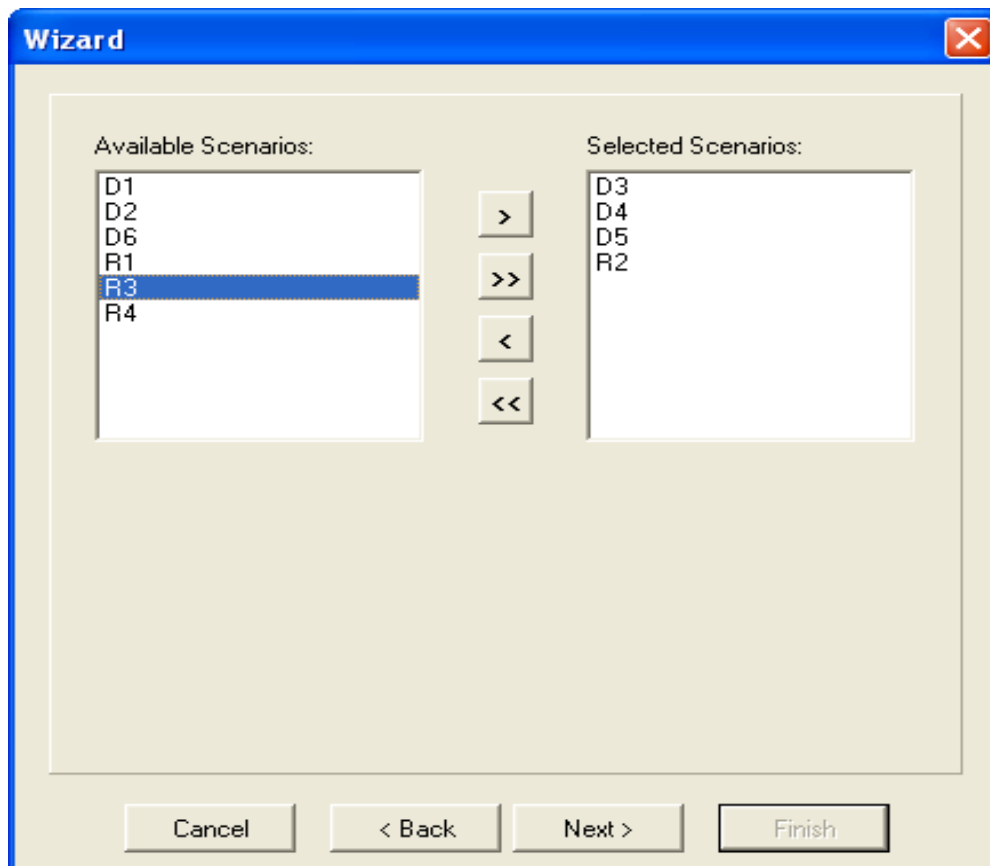 Wizard
Available Scenarios:
D1
D2
D6
R1
R3
R4
>
>>
<
<<
Selected Scenarios:
D3
D4
D5
R2
Cancel
< Back
Next >
Finish